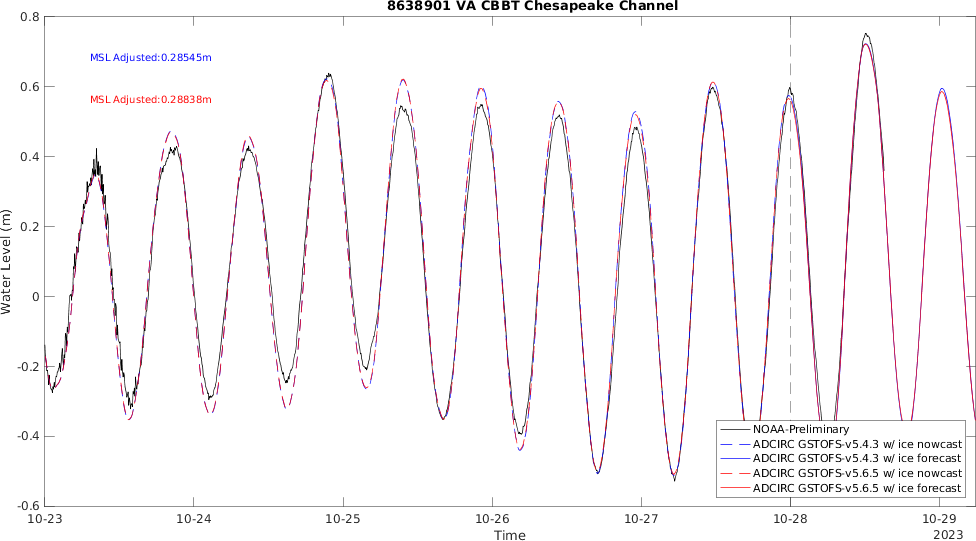 8638901 VA CBBT Chesapeake Channel
0.8
MSL Adjusted:0.28545m
0.6
MSL Adjusted:0.28838m
0.4
0.2
Water Level (m)
0
-0.2
-0.4
NOAA-Preliminary
ADCIRC GSTOFS-v5.4.3 w/ ice nowcast
ADCIRC GSTOFS-v5.4.3 w/ ice forecast
ADCIRC GSTOFS-v5.6.5 w/ ice nowcast
ADCIRC GSTOFS-v5.6.5 w/ ice forecast
-0.6
10-23 10-24 10-25 10-26 10-27 10-28 10-29
Time
2023